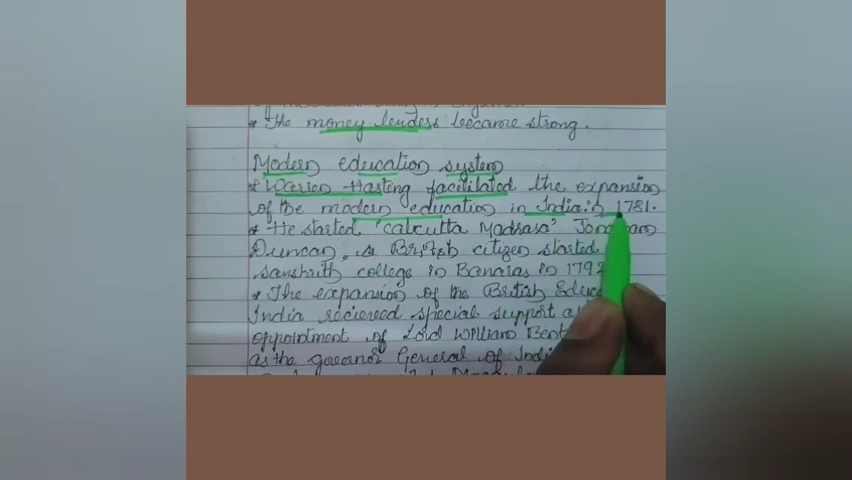 * The money lenders became strong.
Modern education system
* Warren Hasting facilitated the expansion
of the modern education in India in 1781.
* He started 'Calcutta Madrasa' Jonathan
Duncan, a British citizen started
sanskrith college in Banaras in 1792
* The expansion of the British
India recieved special support
appointment of Lord William
as the governor General of